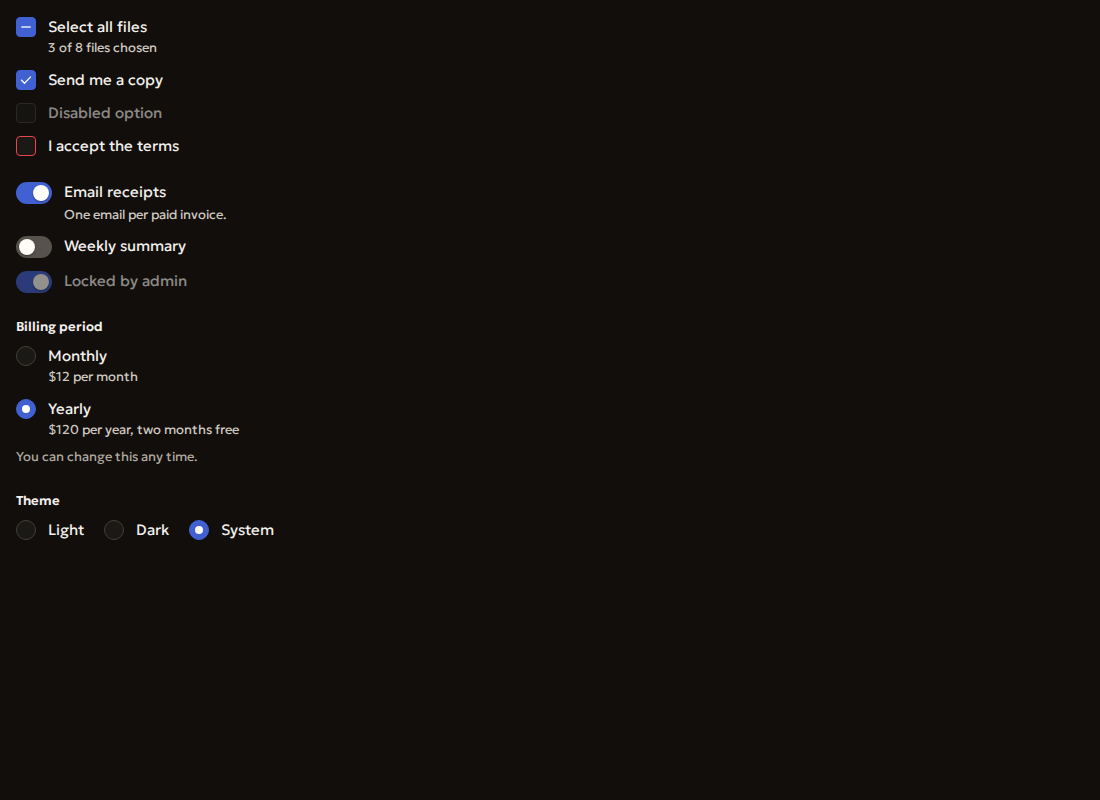 Select all files
3 of 8 files chosen
Send me a copy
Disabled option
I accept the terms
Email receipts
One email per paid invoice.
Weekly summary
Locked by admin
Billing period
Monthly
$12 per month
Yearly
$120 per year, two months free
You can change this any time.
Theme
Light Dark System